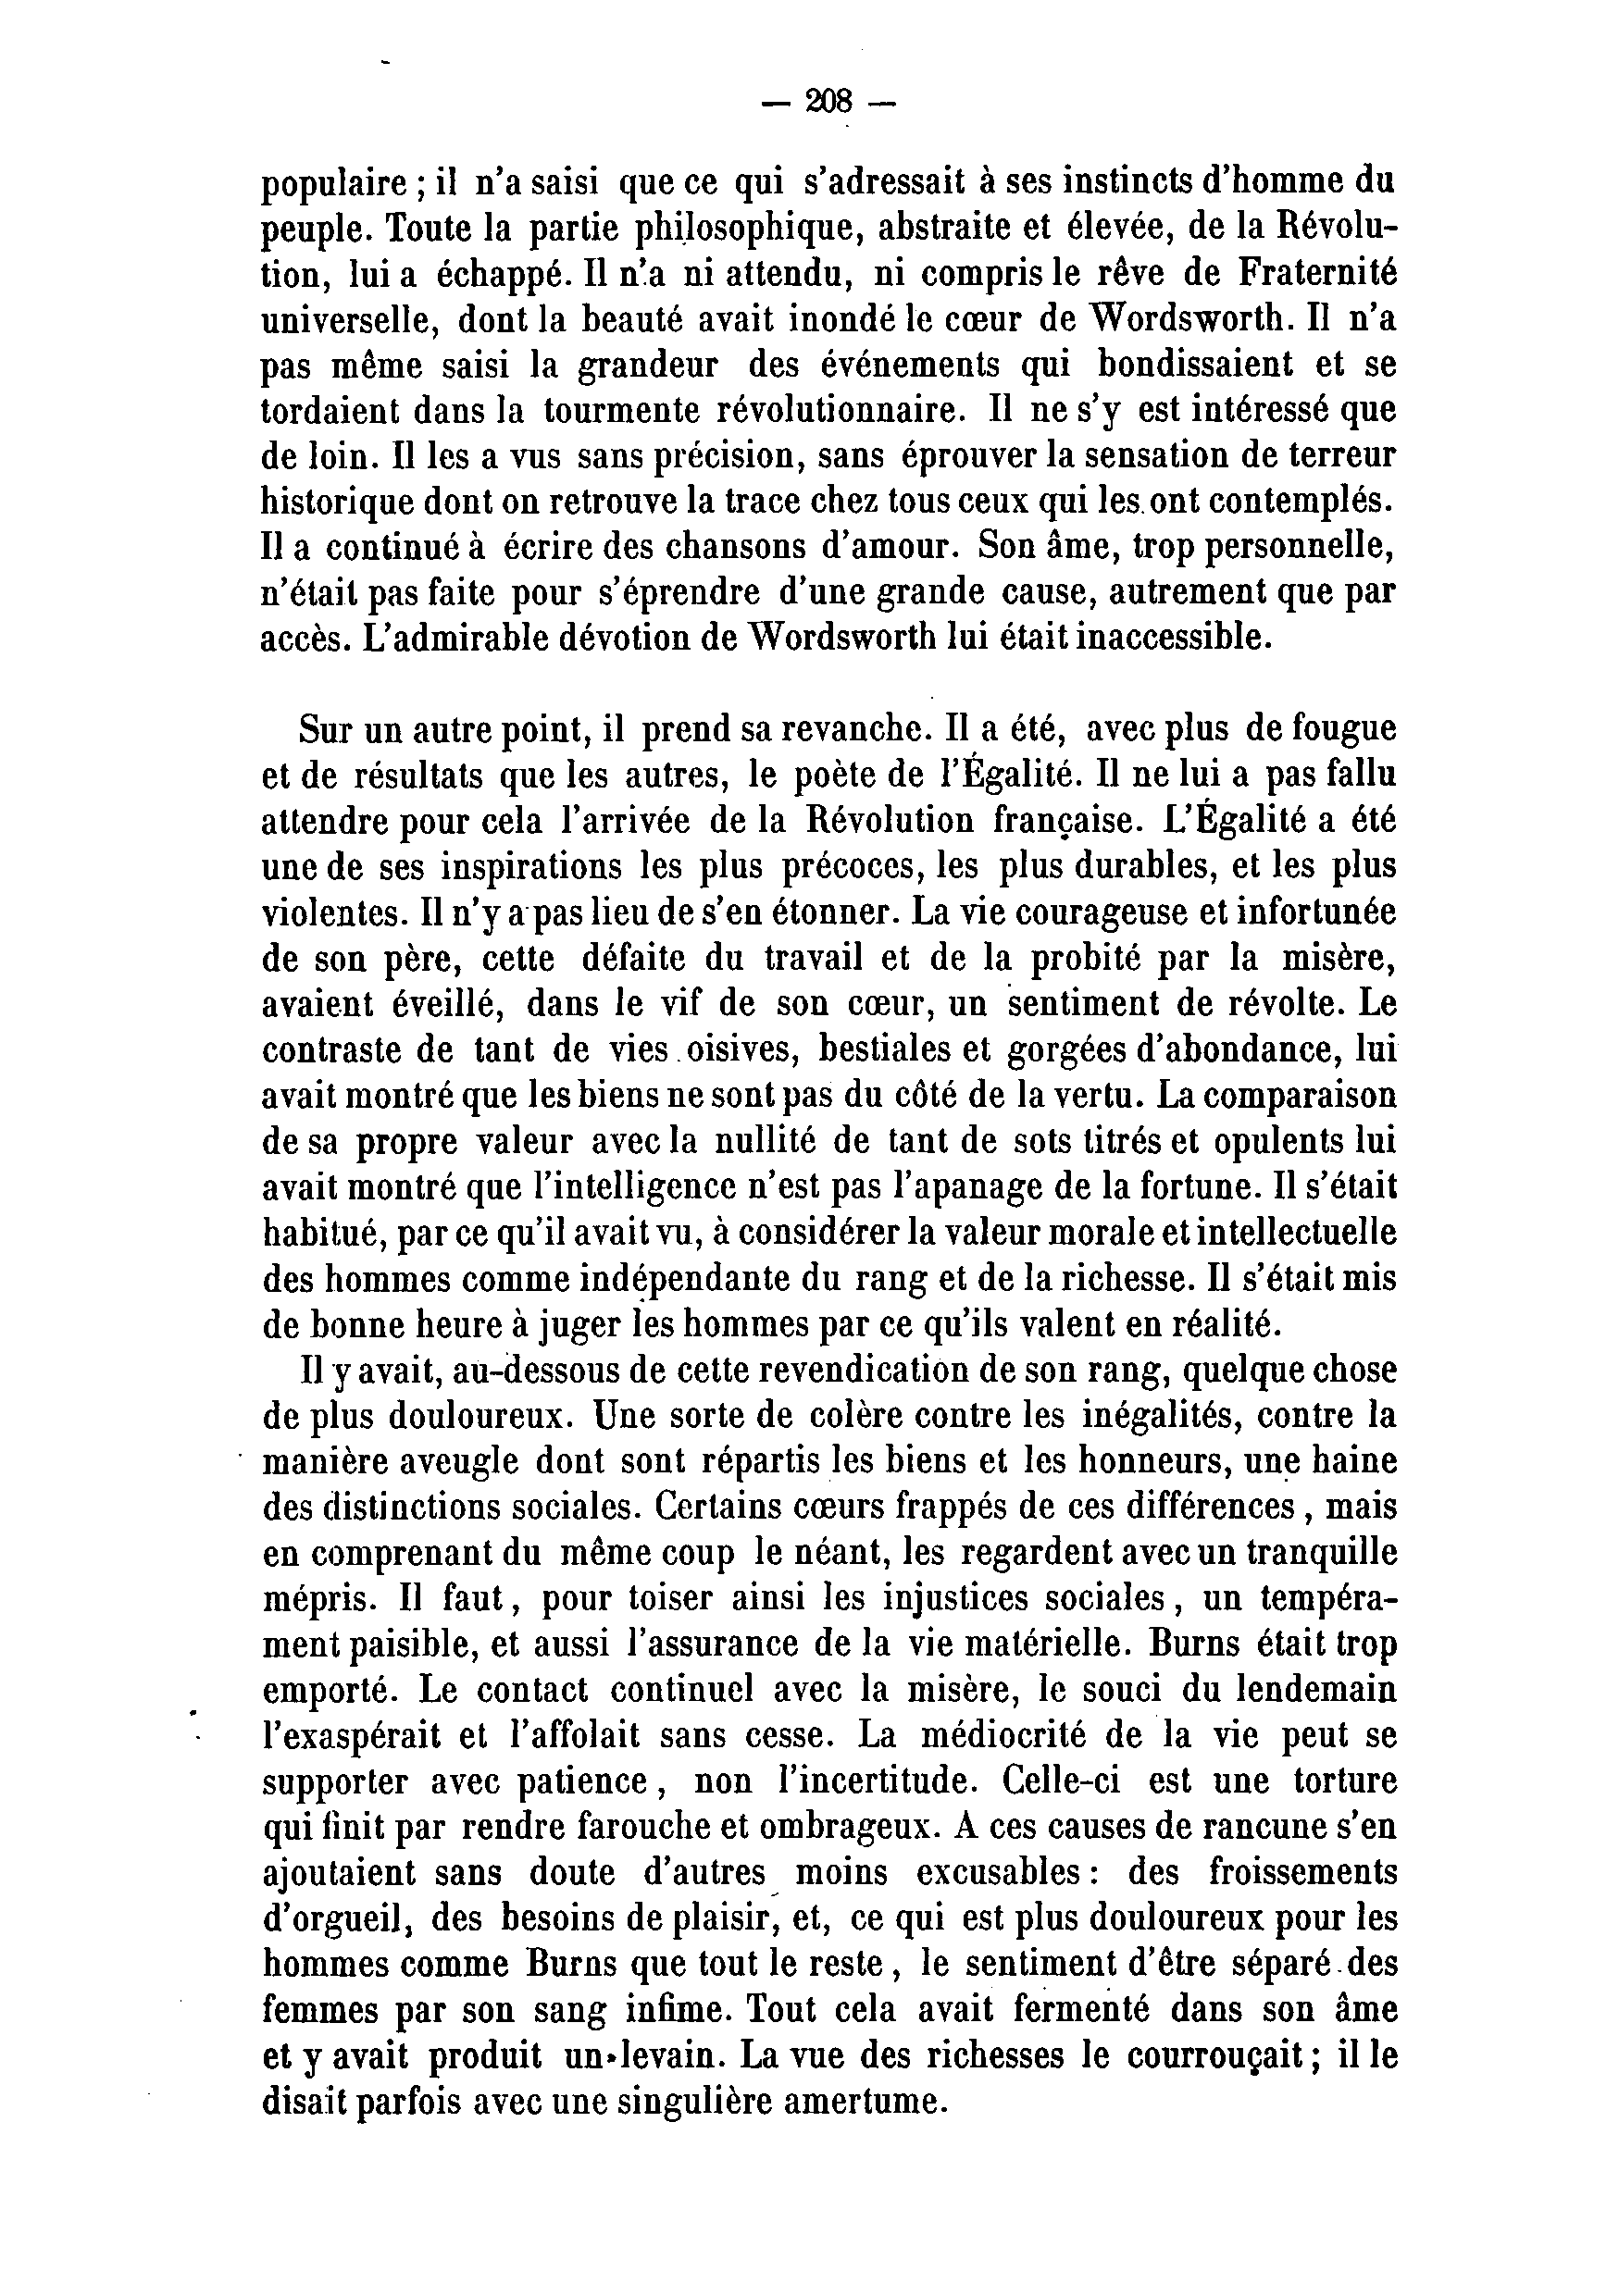 — 208 —
populaire ; il n'a saisi que ce qui s'adressait à ses instincts d'homme du
peuple. Toute la partie philosophique, abstraite et élevée, de la Révolu-
tion, lui a échappé. Il n'a ni attendu, ni compris le rêve de Fraternité
universelle, dont la beauté avait inondé le cœur de Wordsworth. Il n'a
pas même saisi la grandeur des événements qui bondissaient et se
tordaient dans la tourmente révolutionnaire. Il ne s'y est intéressé que
de loin. Il les a vus sans précision, sans éprouver la sensation de terreur
historique dont on retrouve la trace chez tous ceux qui les ont contemplés.
Il a continué à écrire des chansons d'amour. Son âme, trop personnelle,
n'était pas faite pour s'éprendre d'une grande cause, autrement que par
accès. L'admirable dévotion de Wordsworth lui était inaccessible.
Sur un autre point, il prend sa revanche. Il a été, avec plus de fougue
et de résultats que les autres, le poète de l'Égalité. Il ne lui a pas fallu
attendre pour cela l'arrivée de la Révolution française. L'Égalité a été
une de ses inspirations les plus précoces, les plus durables, et les plus
violentes. Il n'y a pas lieu de s'en étonner. La vie courageuse et infortunée
de son père, cette défaite du travail et de la probité par la misère,
avaient éveillé, dans le vif de son cœur, un sentiment de révolte. Le
contraste de tant de vies oisives, bestiales et gorgées d'abondance, lui
avait montré que les biens ne sont pas du côté de la vertu. La comparaison
de sa propre valeur avec la nullité de tant de sots titrés et opulents lui
avait montré que l'intelligence n'est pas l'apanage de la fortune. Il s'était
habitué, par ce qu'il avait vu, à considérer la valeur morale et intellectuelle
des hommes comme indépendante du rang et de la richesse. Il s'était mis
de bonne heure à juger les hommes par ce qu'ils valent en réalité.
Il y avait, au-dessous de cette revendication de son rang, quelque chose
de plus douloureux. Une sorte de colère contre les inégalités, contre la
manière aveugle dont sont répartis les biens et les honneurs, une haine
des distinctions sociales. Certains cœurs frappés de ces différences , mais
en comprenant du même coup le néant, les regardent avec un tranquille
mépris. Il faut , pour toiser ainsi les injustices sociales , un tempéra-
ment paisible, et aussi l'assurance de la vie matérielle. Burns était trop
emporté. Le contact continuel avec la misère, le souci du lendemain
l'exaspérait et l'affolait sans cesse. La médiocrité de la vie peut se
supporter avec patience , non l'incertitude. Celle-ci est une torture
qui finit par rendre farouche et ombrageux. A ces causes de rancune s'en
ajoutaient sans doute d'autres moins excusables : des froissements
d'orgueil, des besoins de plaisir, et, ce qui est plus douloureux pour les
hommes comme Burns que tout le reste , le sentiment d'être séparé des
femmes par son sang infime. Tout cela avait fermenté dans son âme
et y avait produit un levain. La vue des richesses le courrouçait ; il le
disait parfois avec une singulière amertume.